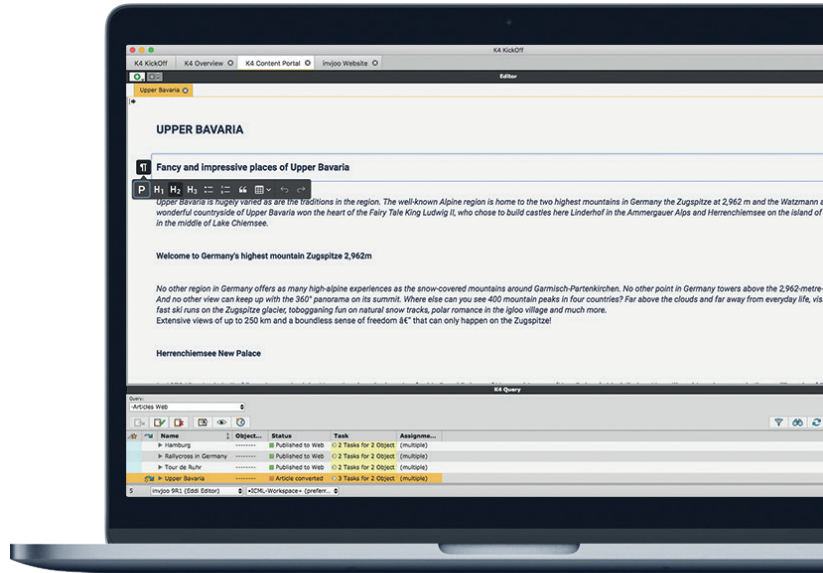 K4 KickOff
K4 KickOff K4 Overview K4 Content Portal invjoo Website
Editor
Upper Bavaria
UPPER BAVARIA
Fancy and impressive places of Upper Bavaria
P H1 H2 H3
Upper Bavaria is hugely varied as are the traditions in the region. The well-known Alpine region is home to the two highest mountains in Germany the Zugspitze at 2,962 m and the Watzmann a
wonderful countryside of Upper Bavaria won the heart of the Fairy Tale King Ludwig II, who chose to build castles here Linderhof in the Ammergauer Alps and Herrenchiemsee on the island of
in the middle of Lake Chiemsee.
Welcome to Germany's highest mountain Zugspitze 2,962m
No other region in Germany offers as many high-alpine experiences as the snow-covered mountains around Garmisch-Partenkirchen. No other point in Germany towers above the 2,962-metre-
And no other view can keep up with the 360° panorama on its summit. Where else can you see 400 mountain peaks in four countries? Far above the clouds and far away from everyday life, vis
fast ski runs on the Zugspitze glacier, tobogganing fun on natural snow tracks, polar romance in the igloo village and much more.
Extensive views of up to 250 km and a boundless sense of freedom â€" that can only happen on the Zugspitze!
Herrenchiemsee New Palace
K4 Query
Query:
-Articles Web
Name Object... Status Task Assignme...
Hamburg -------- Published to Web 2 Tasks for 2 Object (multiple)
Rallycross in Germany -------- Published to Web 2 Tasks for 2 Object (multiple)
Tour de Ruhr -------- Published to Web 2 Tasks for 2 Object (multiple)
Upper Bavaria -------- Article converted 3 Tasks for 2 Object (multiple)
5 invjoo 9R1 (Eddi Editor) •ICML-Workspace• (preferr...